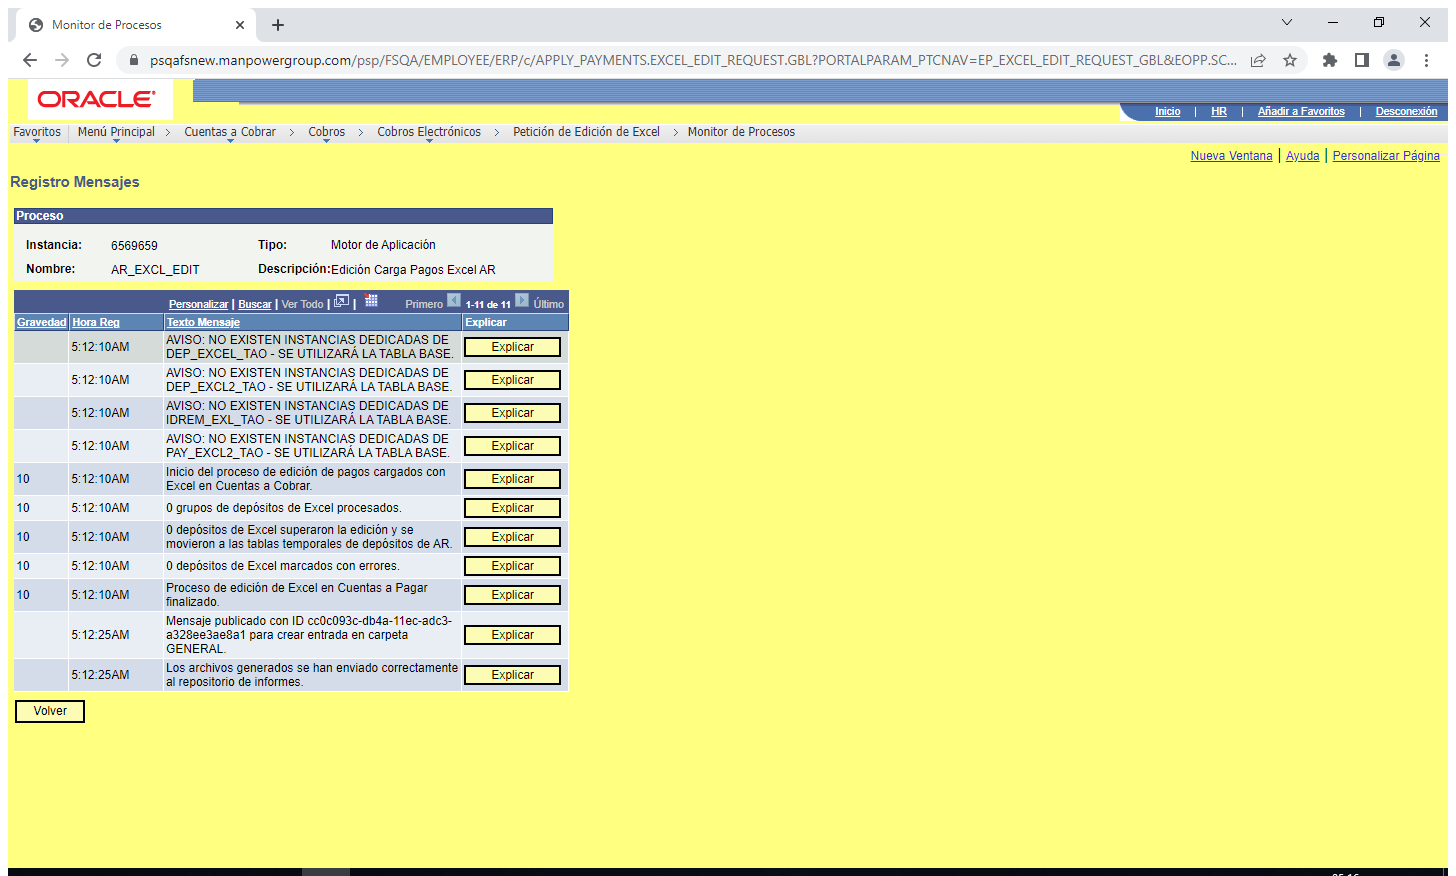 Monitor de Procesos
psqafsnew.manpowergroup.com/psp/FSQA/EMPLOYEE/ERP/c/APPLY_PAYMENTS.EXCEL_EDIT_REQUEST.GBL?PORTALPARAM_PTCNAV=EP_EXCEL_EDIT_REQUEST_GBL&EOPP.SC...
ORACLE
Inicio | HR | Añadir a Favoritos | Desconexión
Favoritos Menú Principal > Cuentas a Cobrar > Cobros > Cobros Electrónicos > Petición de Edición de Excel > Monitor de Procesos
Nueva Ventana | Ayuda | Personalizar Página
Registro Mensajes
Proceso
Instancia: 6569659 Tipo: Motor de Aplicación
Nombre: AR_EXCL_EDIT Descripción: Edición Carga Pagos Excel AR
Personalizar | Buscar | Ver Todo | | Primero 1-11 de 11 Último
Gravedad Hora Reg Texto Mensaje Explicar
5:12:10AM AVISO: NO EXISTEN INSTANCIAS DEDICADAS DE
DEP_EXCEL_TAO - SE UTILIZARÁ LA TABLA BASE. Explicar
5:12:10AM AVISO: NO EXISTEN INSTANCIAS DEDICADAS DE
DEP_EXCL2_TAO - SE UTILIZARÁ LA TABLA BASE. Explicar
5:12:10AM AVISO: NO EXISTEN INSTANCIAS DEDICADAS DE
IDREM_EXL_TAO - SE UTILIZARÁ LA TABLA BASE. Explicar
5:12:10AM AVISO: NO EXISTEN INSTANCIAS DEDICADAS DE
PAY_EXCL2_TAO - SE UTILIZARÁ LA TABLA BASE. Explicar
10 5:12:10AM Inicio del proceso de edición de pagos cargados con
Excel en Cuentas a Cobrar. Explicar
10 5:12:10AM 0 grupos de depósitos de Excel procesados. Explicar
10 5:12:10AM 0 depósitos de Excel superaron la edición y se
movieron a las tablas temporales de depósitos de AR. Explicar
10 5:12:10AM 0 depósitos de Excel marcados con errores. Explicar
10 5:12:10AM Proceso de edición de Excel en Cuentas a Pagar
finalizado. Explicar
5:12:25AM Mensaje publicado con ID cc0c093c-db4a-11ec-adc3-
a328ee3ae8a1 para crear entrada en carpeta
GENERAL. Explicar
5:12:25AM Los archivos generados se han enviado correctamente
al repositorio de informes. Explicar
Volver